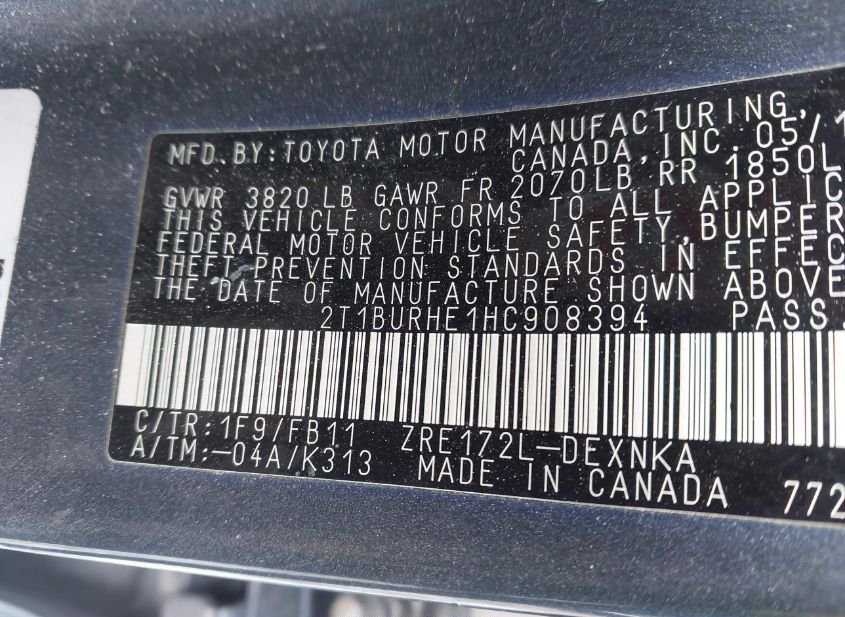 MFD. BY: TOYOTA MOTOR MANUFACTURING,
CANADA, INC. 05/1
GVWR 3820 LB GAWR FR 2070LB RR 1850L
THIS VEHICLE CONFORMS TO ALL APPLIC
FEDERAL MOTOR VEHICLE SAFETY, BUMPER
THEFT PREVENTION STANDARDS IN EFFEC
THE DATE OF MANUFACTURE SHOWN ABOVE
2T1BURHE1HC908394 PASS.
C/TR: 1F9/FB11 ZRE172L-DEXNKA
A/TM: -04A/K313 MADE IN CANADA 772